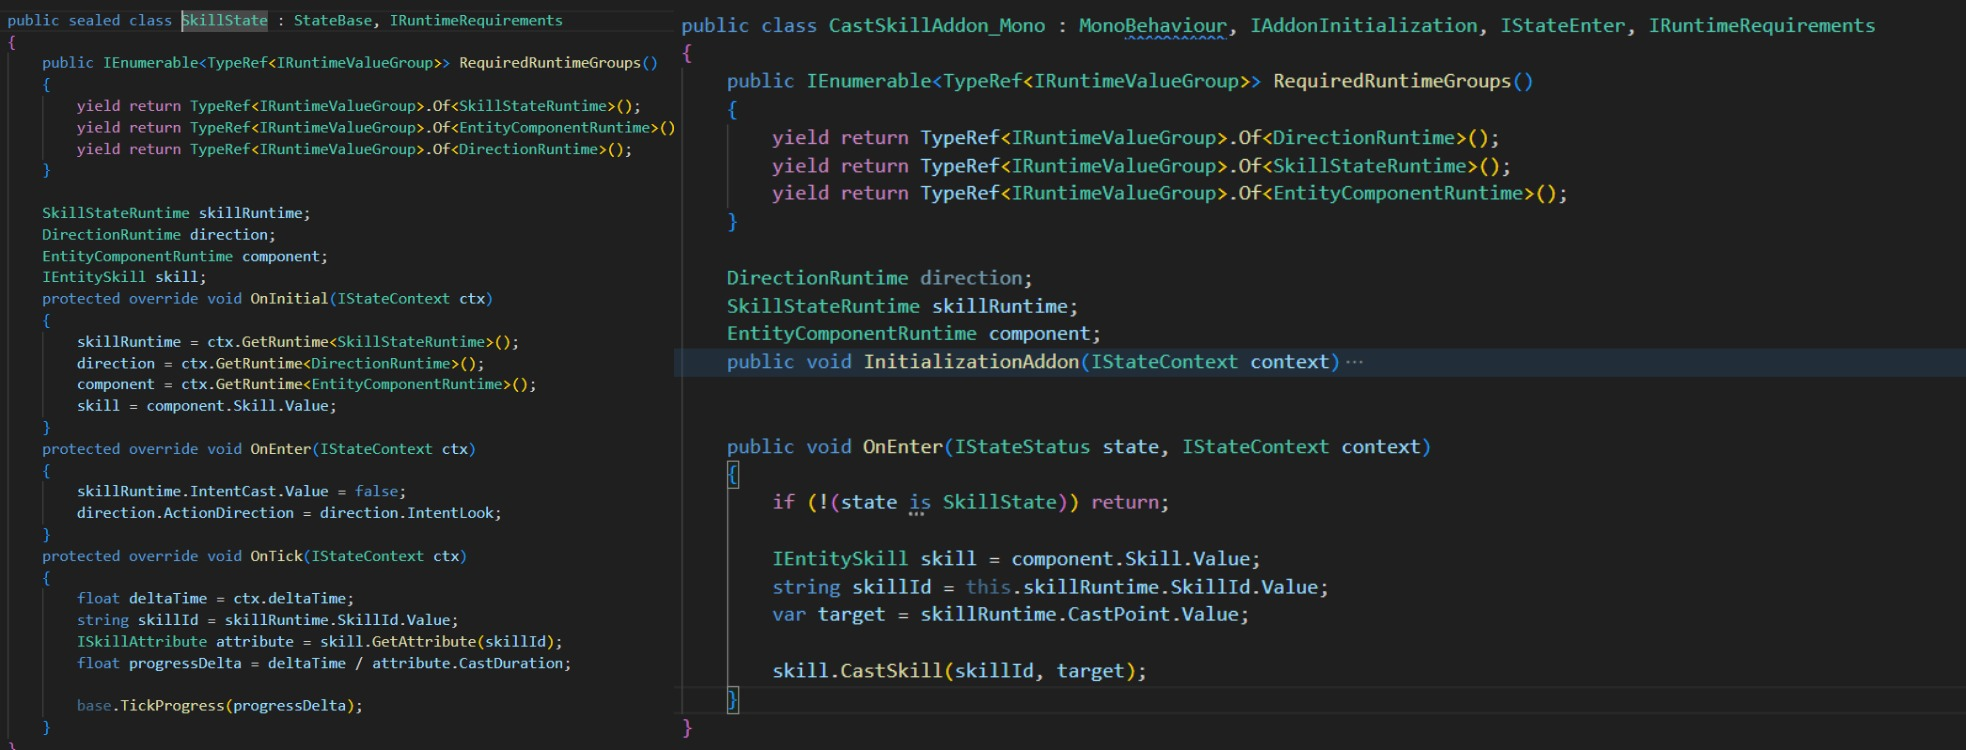 public sealed class SkillState : StateBase, IRuntimeRequirements
{
    public IEnumerable<TypeRef<IRuntimeValueGroup>> RequiredRuntimeGroups()
    {
        yield return TypeRef<IRuntimeValueGroup>.Of<SkillStateRuntime>();
        yield return TypeRef<IRuntimeValueGroup>.Of<EntityComponentRuntime>()
        yield return TypeRef<IRuntimeValueGroup>.Of<DirectionRuntime>();
    }

    SkillStateRuntime skillRuntime;
    DirectionRuntime direction;
    EntityComponentRuntime component;
    IEntitySkill skill;
    protected override void OnInitial(IStateContext ctx)
    {
        skillRuntime = ctx.GetRuntime<SkillStateRuntime>();
        direction = ctx.GetRuntime<DirectionRuntime>();
        component = ctx.GetRuntime<EntityComponentRuntime>();
        skill = component.Skill.Value;
    }
    protected override void OnEnter(IStateContext ctx)
    {
        skillRuntime.IntentCast.Value = false;
        direction.ActionDirection = direction.IntentLook;
    }
    protected override void OnTick(IStateContext ctx)
    {
        float deltaTime = ctx.deltaTime;
        string skillId = skillRuntime.SkillId.Value;
        ISkillAttribute attribute = skill.GetAttribute(skillId);
        float progressDelta = deltaTime / attribute.CastDuration;

        base.TickProgress(progressDelta);
    }
}
public class CastSkillAddon_Mono : MonoBehaviour, IAddonInitialization, IStateEnter, IRuntimeRequirements
{
    public IEnumerable<TypeRef<IRuntimeValueGroup>> RequiredRuntimeGroups()
    {
        yield return TypeRef<IRuntimeValueGroup>.Of<DirectionRuntime>();
        yield return TypeRef<IRuntimeValueGroup>.Of<SkillStateRuntime>();
        yield return TypeRef<IRuntimeValueGroup>.Of<EntityComponentRuntime>();
    }

    DirectionRuntime direction;
    SkillStateRuntime skillRuntime;
    EntityComponentRuntime component;
    public void InitializationAddon(IStateContext context)···

    public void OnEnter(IStateStatus state, IStateContext context)
    {
        if (!(state is SkillState)) return;

        IEntitySkill skill = component.Skill.Value;
        string skillId = this.skillRuntime.SkillId.Value;
        var target = skillRuntime.CastPoint.Value;

        skill.CastSkill(skillId, target);
    }
}